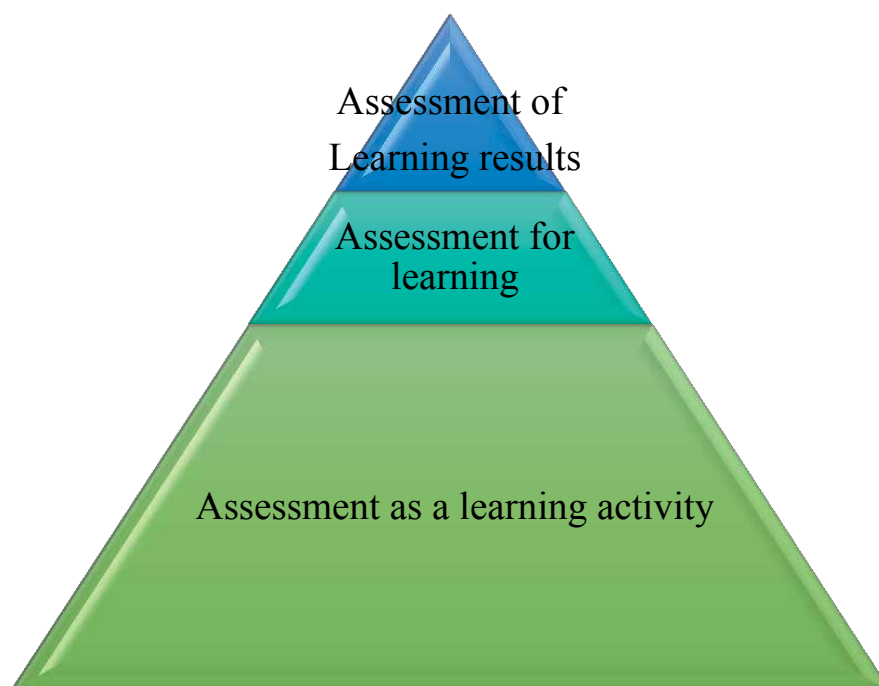 Assessment of
Learning results
Assessment for
learning
Assessment as a learning activity